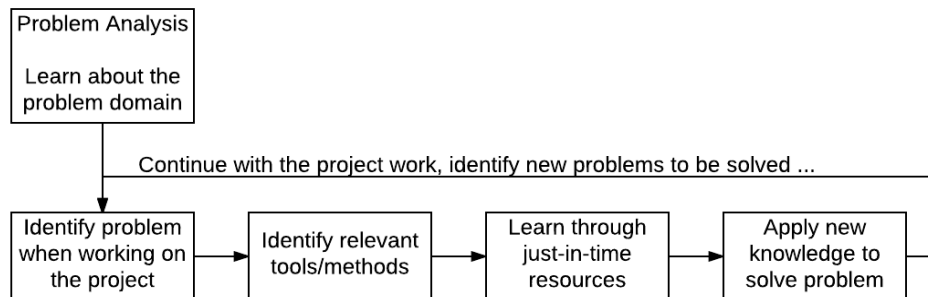 Problem Analysis
Learn about the
problem domain
Continue with the project work, identify new problems to be solved ...
Identify problem
when working on
the project
Identify relevant
tools/methods
Learn through
just-in-time
resources
Apply new
knowledge to
solve problem